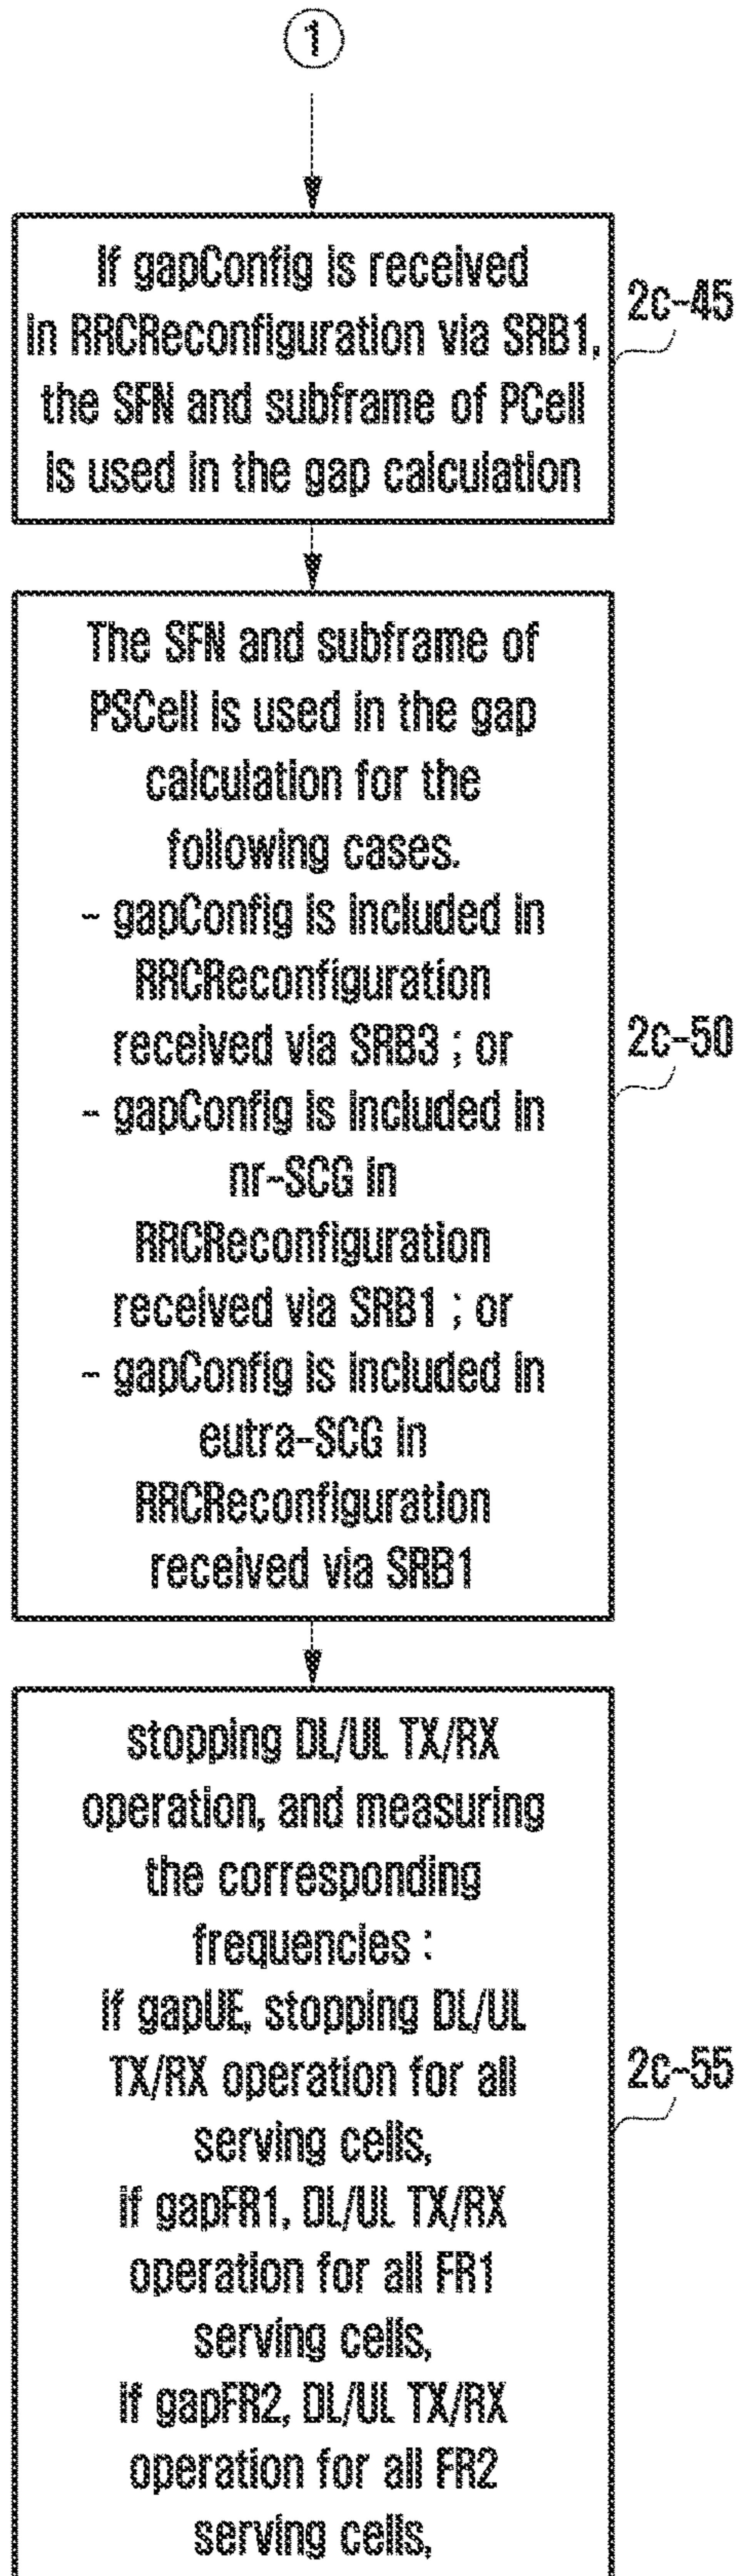 1
If gapConfig is received
in RRCReconfiguration via SRB1,
the SFN and subframe of PCell
is used in the gap calculation
2c-45
The SFN and subframe of
PSCell is used in the gap
calculation for the
following cases.
- gapConfig is included in
RRCReconfiguration
received via SRB3 ; or
- gapConfig is included in
nr-SCG in
RRCReconfiguration
received via SRB1 ; or
- gapConfig is included in
eutra-SCG in
RRCReconfiguration
received via SRB1
2c-50
stopping DL/UL TX/RX
operation, and measuring
the corresponding
frequencies :
if gapUE, stopping DL/UL
TX/RX operation for all
serving cells,
if gapFR1, DL/UL TX/RX
operation for all FR1
serving cells,
if gapFR2, DL/UL TX/RX
operation for all FR2
serving cells,
2c-55